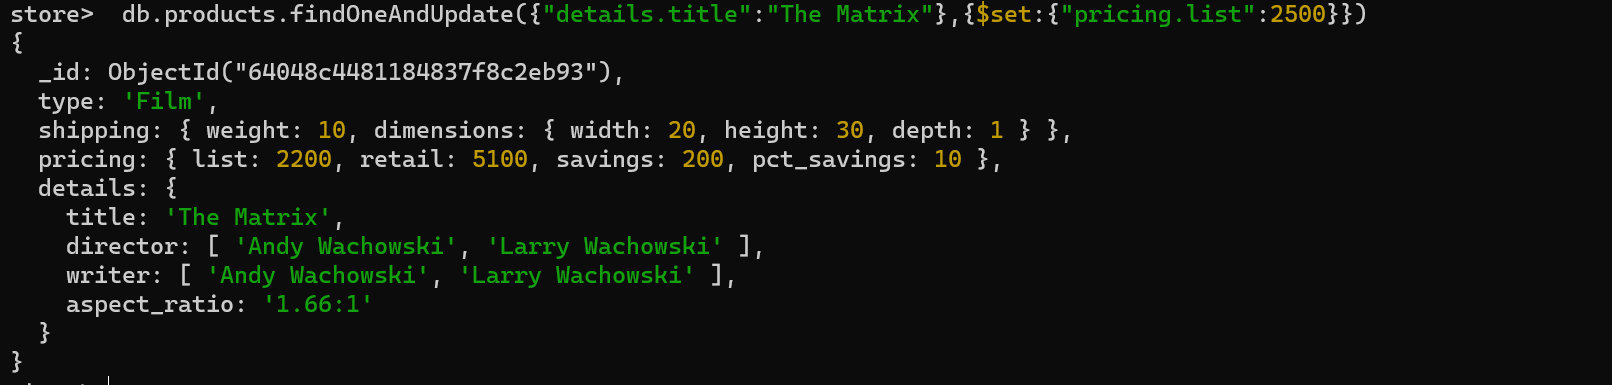 store>  db.products.findOneAndUpdate({"details.title":"The Matrix"},{$set:{"pricing.list":2500}})
{
  _id: ObjectId("64048c4481184837f8c2eb93"),
  type: 'Film',
  shipping: { weight: 10, dimensions: { width: 20, height: 30, depth: 1 } },
  pricing: { list: 2200, retail: 5100, savings: 200, pct_savings: 10 },
  details: {
    title: 'The Matrix',
    director: [ 'Andy Wachowski', 'Larry Wachowski' ],
    writer: [ 'Andy Wachowski', 'Larry Wachowski' ],
    aspect_ratio: '1.66:1'
  }
}